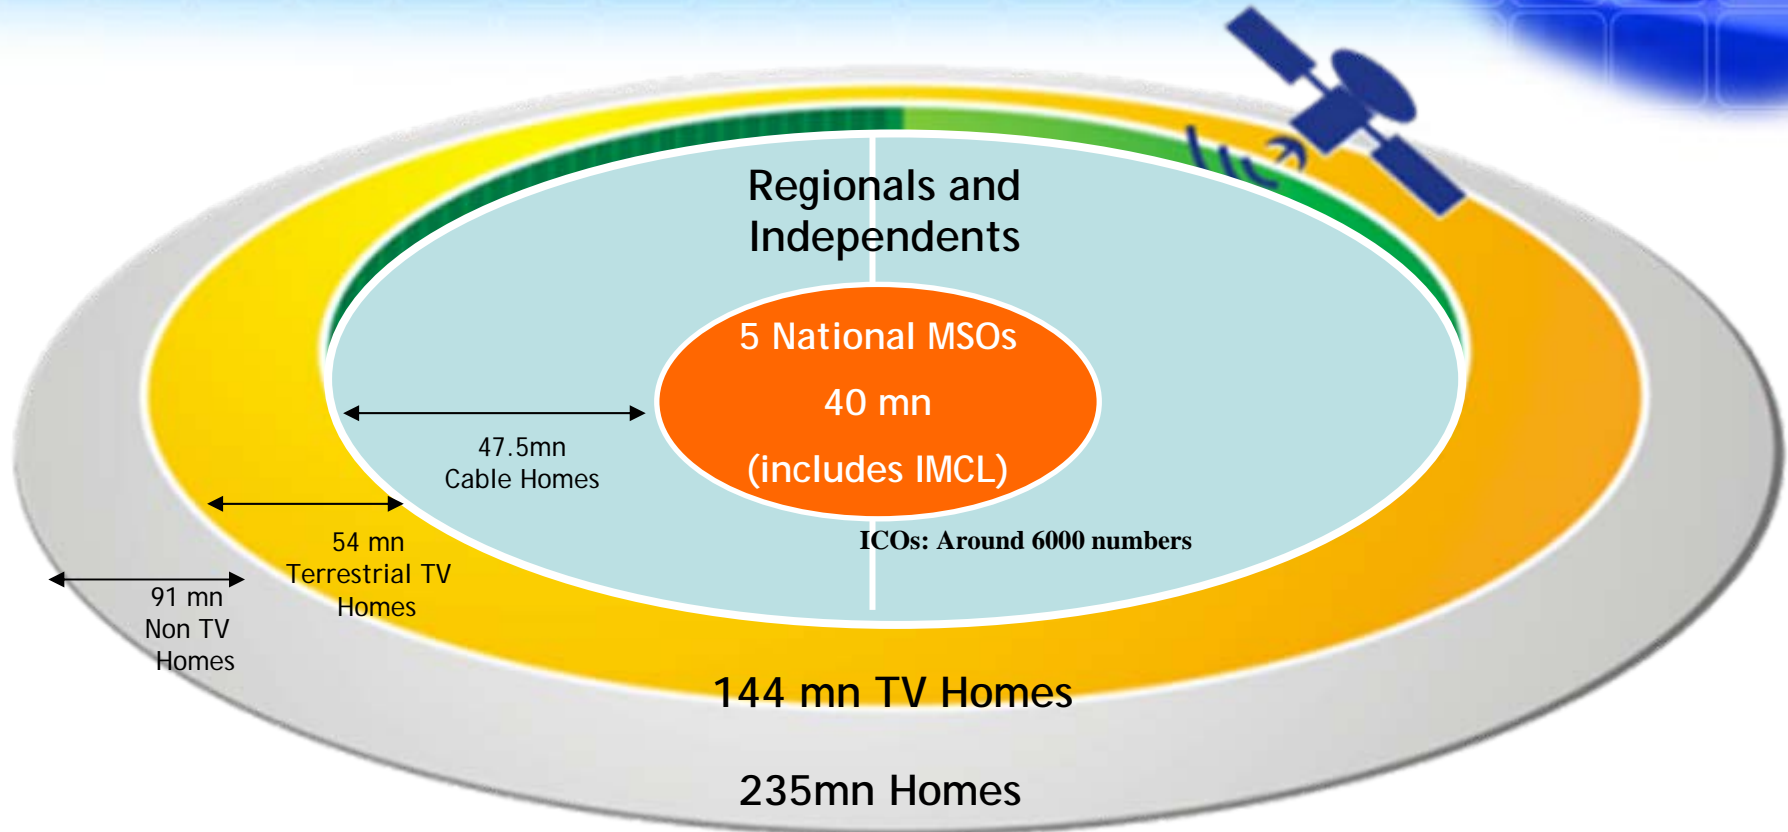 Regionals and
Independents
5 National MSOs
40 mn
(includes IMCL)
47.5mn
Cable Homes
ICOs: Around 6000 numbers
54 mn
Terrestrial TV
Homes
91 mn
Non TV
Homes
144 mn TV Homes
235mn Homes